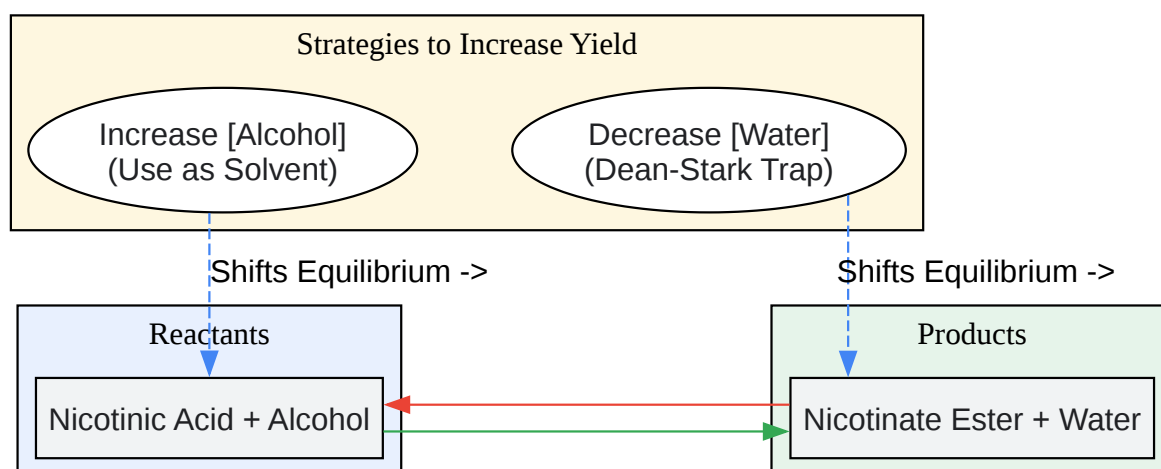 Strategies to Increase Yield
Increase [Alcohol]
(Use as Solvent)
Decrease [Water]
(Dean-Stark Trap)
Shifts Equilibrium ->
Shifts Equilibrium ->
Reactants
Products
Nicotinic Acid + Alcohol
Nicotinate Ester + Water